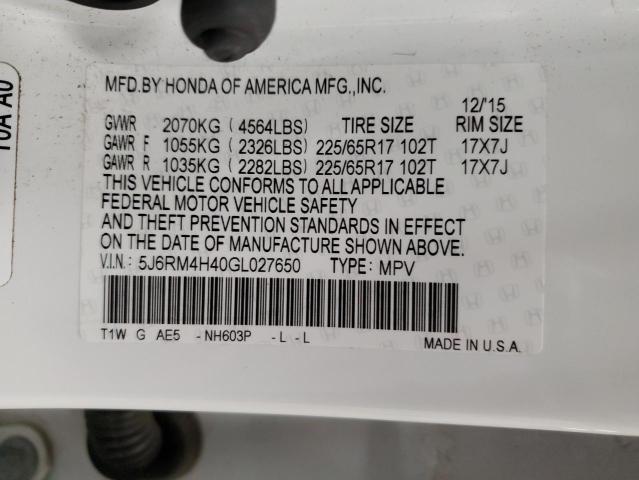 MFD.BY HONDA OF AMERICA MFG.,INC.
12/'15
GVWR 2070KG (4564LBS) TIRE SIZE RIM SIZE
GAWR F 1055KG (2326LBS) 225/65R17 102T 17X7J
GAWR R 1035KG (2282LBS) 225/65R17 102T 17X7J
THIS VEHICLE CONFORMS TO ALL APPLICABLE
FEDERAL MOTOR VEHICLE SAFETY
AND THEFT PREVENTION STANDARDS IN EFFECT
ON THE DATE OF MANUFACTURE SHOWN ABOVE.
V.I.N.: 5J6RM4H40GL027650 TYPE: MPV
T1W G AE5 -NH603P -L -L
MADE IN U.S.A.